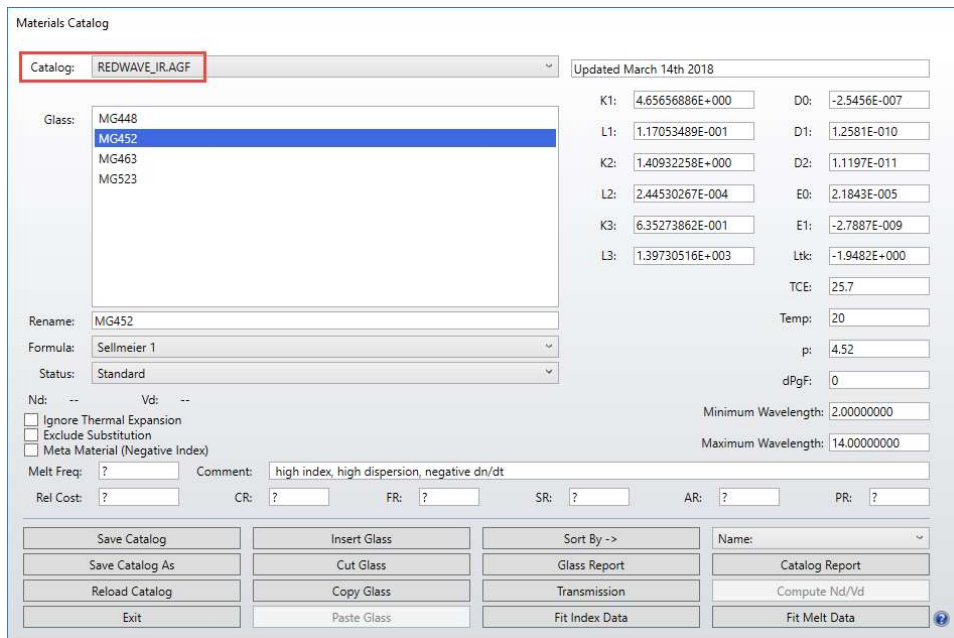 Materials Catalog
Catalog: REDWAVE_IR.AGF Updated March 14th 2018
K1: 4.65656886E+000 D0: -2.5456E-007
Glass: MG448
MG452
MG463
MG523
L1: 1.17053489E-001 D1: 1.2581E-010
K2: 1.40932258E+000 D2: 1.1197E-011
L2: 2.44530267E-004 E0: 2.1843E-005
K3: 6.35273862E-001 E1: -2.7887E-009
L3: 1.39730516E+003 Ltk: -1.9482E+000
TCE: 25.7
Rename: MG452 Temp: 20
Formula: Sellmeier 1 p: 4.52
Status: Standard dPgF: 0
Nd: -- Vd: --
Ignore Thermal Expansion Minimum Wavelength: 2.00000000
Exclude Substitution
Meta Material (Negative Index) Maximum Wavelength: 14.00000000
Melt Freq: ? Comment: high index, high dispersion, negative dn/dt
Rel Cost: ? CR: ? FR: ? SR: ? AR: ? PR: ?
Save Catalog Insert Glass Sort By -> Name:
Save Catalog As Cut Glass Glass Report Catalog Report
Reload Catalog Copy Glass Transmission Compute Nd/Vd
Exit Paste Glass Fit Index Data Fit Melt Data ?